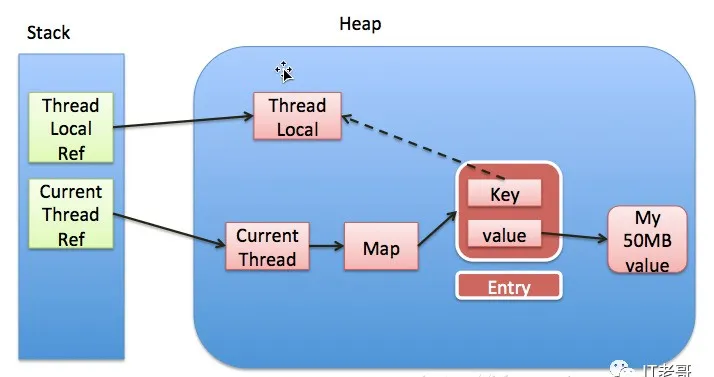 Stack
Heap
Thread
Local
Ref
Thread
Local
Current
Thread
Ref
Current
Thread
Map
Key
value
My
50MB
value
Entry
IT老哥